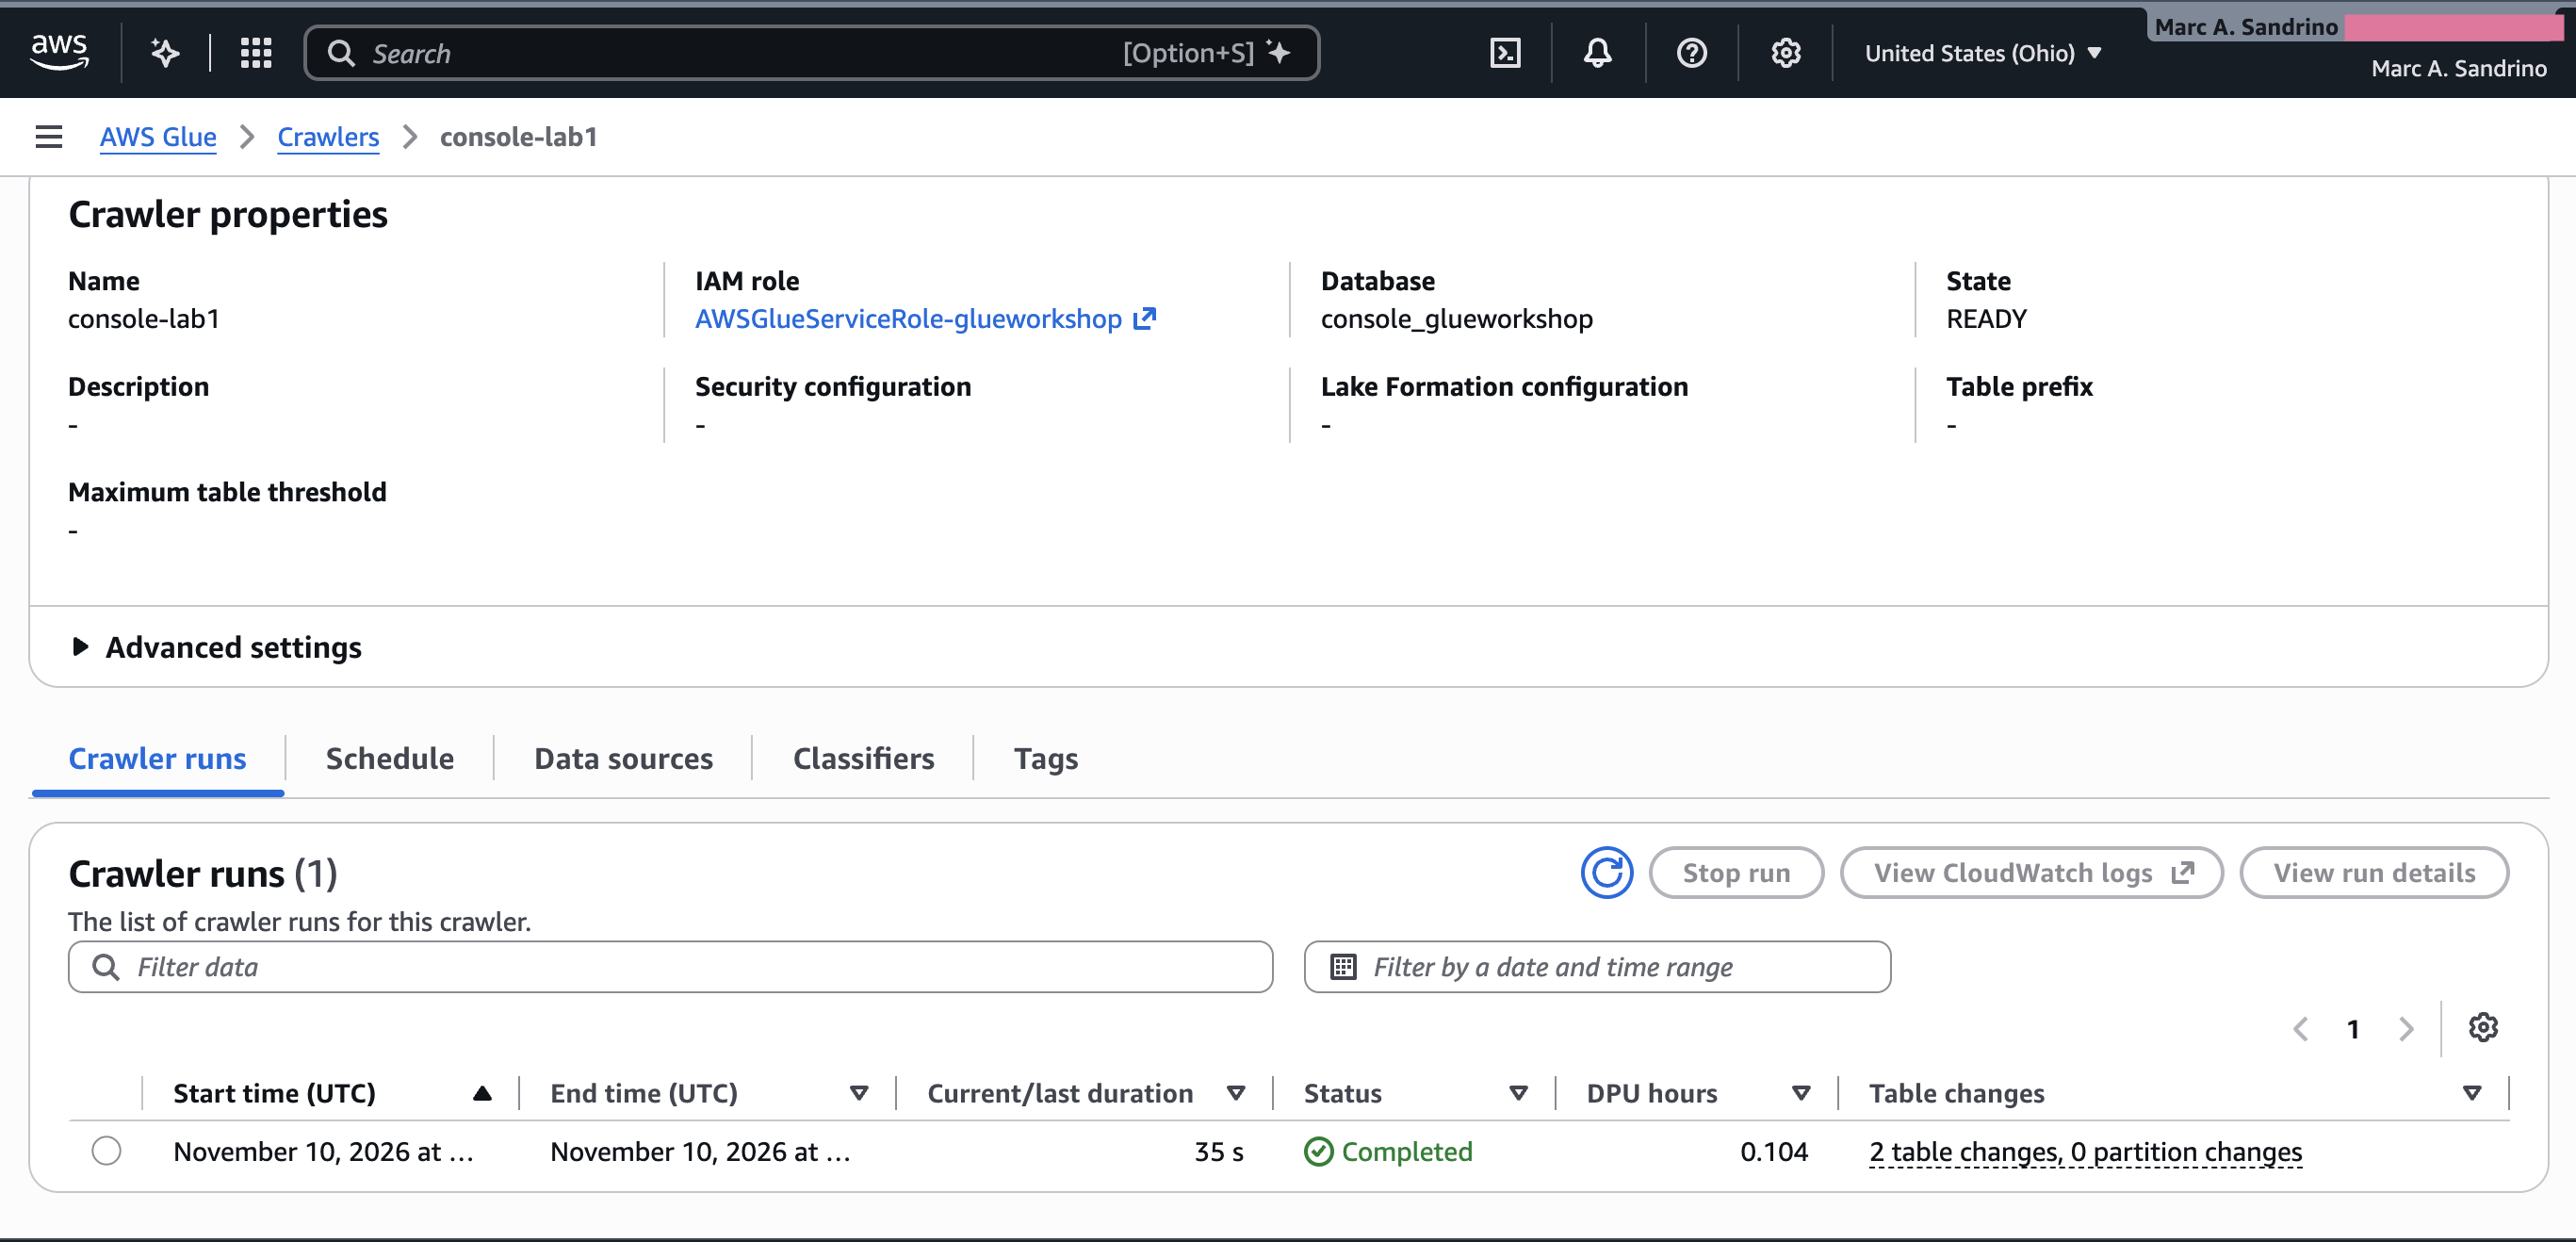 aws
Search [Option+S]
United States (Ohio)
Marc A. Sandrino
Marc A. Sandrino
AWS Glue
Crawlers
console-lab1
Crawler properties
Name
console-lab1
IAM role
AWSGlueServiceRole-glueworkshop
Database
console_glueworkshop
State
READY
Description
-
Security configuration
-
Lake Formation configuration
-
Table prefix
-
Maximum table threshold
-
Advanced settings
Crawler runs
Schedule
Data sources
Classifiers
Tags
Crawler runs (1)
The list of crawler runs for this crawler.
Stop run
View CloudWatch logs
View run details
Filter data
Filter by a date and time range
1
Start time (UTC) End time (UTC) Current/last duration Status DPU hours Table changes
November 10, 2026 at ... November 10, 2026 at ... 35 s Completed 0.104 2 table changes, 0 partition changes